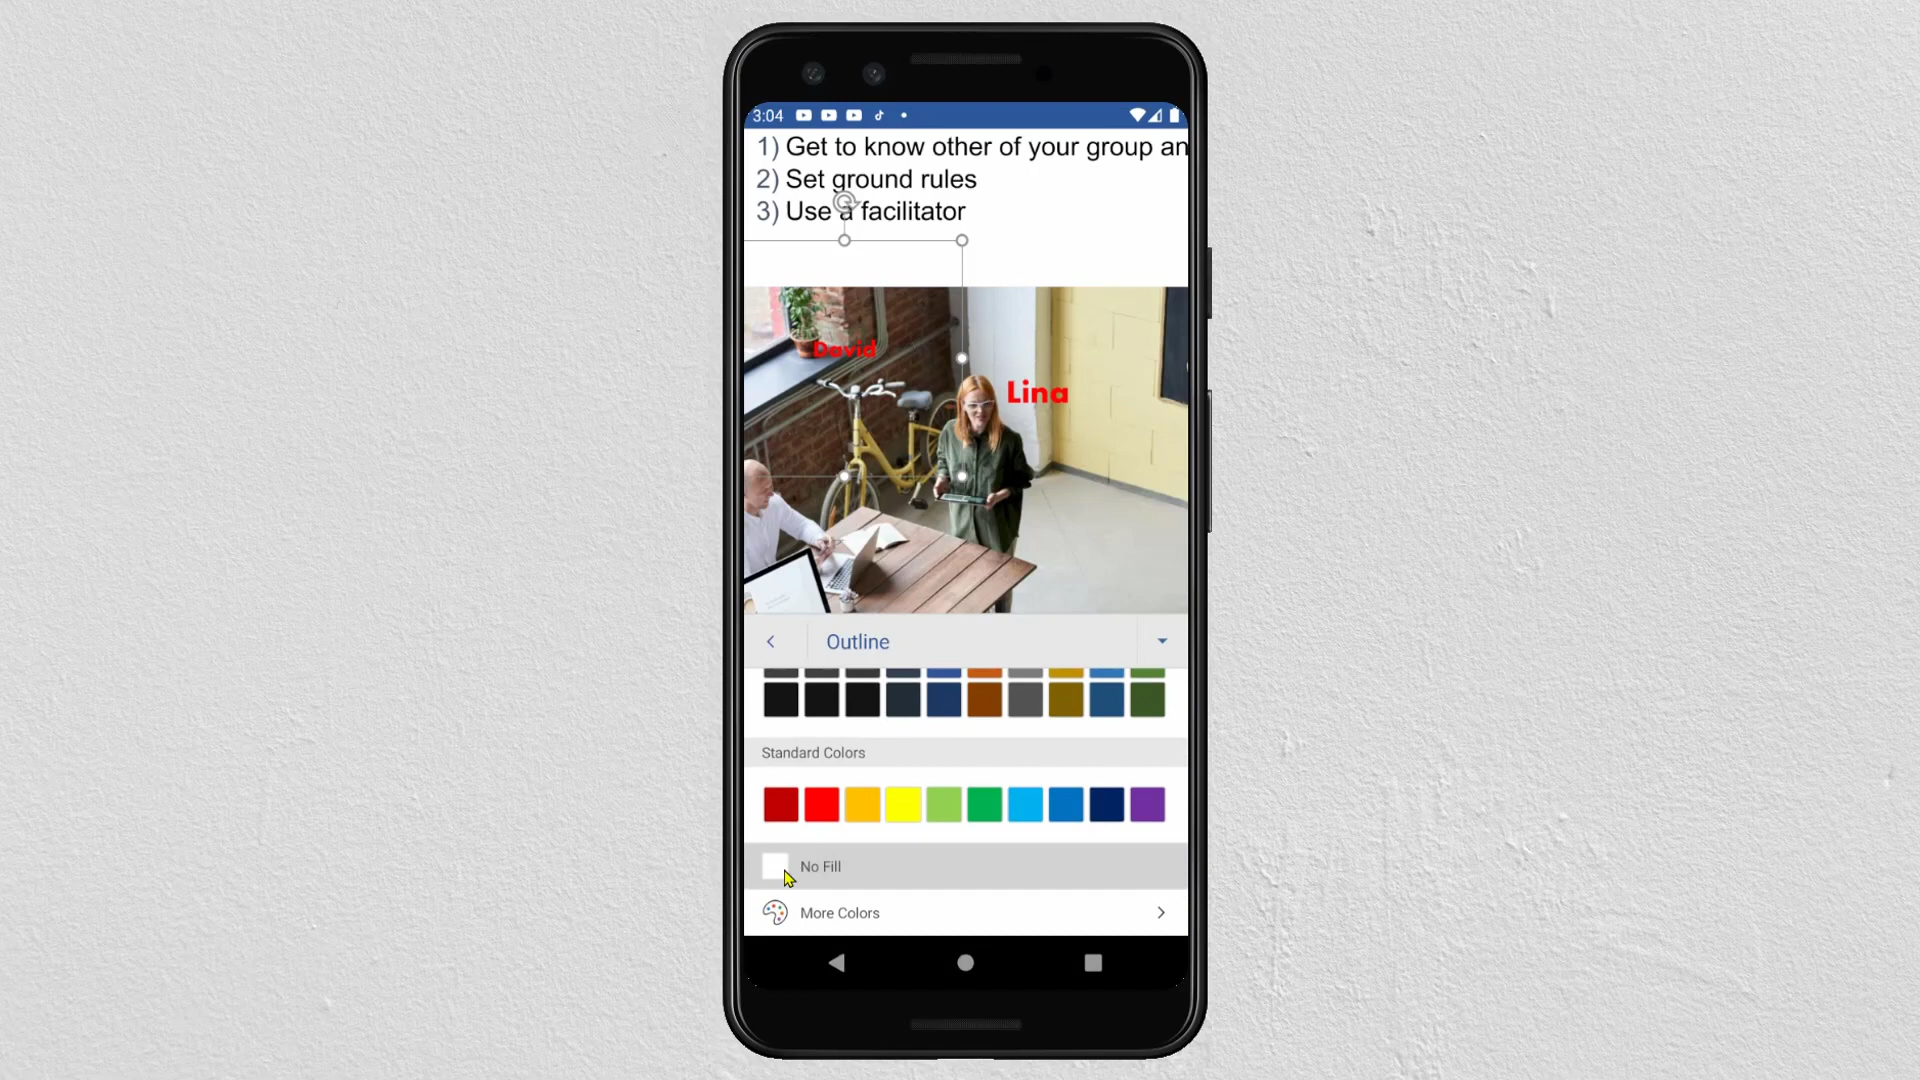 3:04
1) Get to know other of your group an
2) Set ground rules
3) Use a facilitator
David
Lina
Outline
Standard Colors
No Fill
More Colors